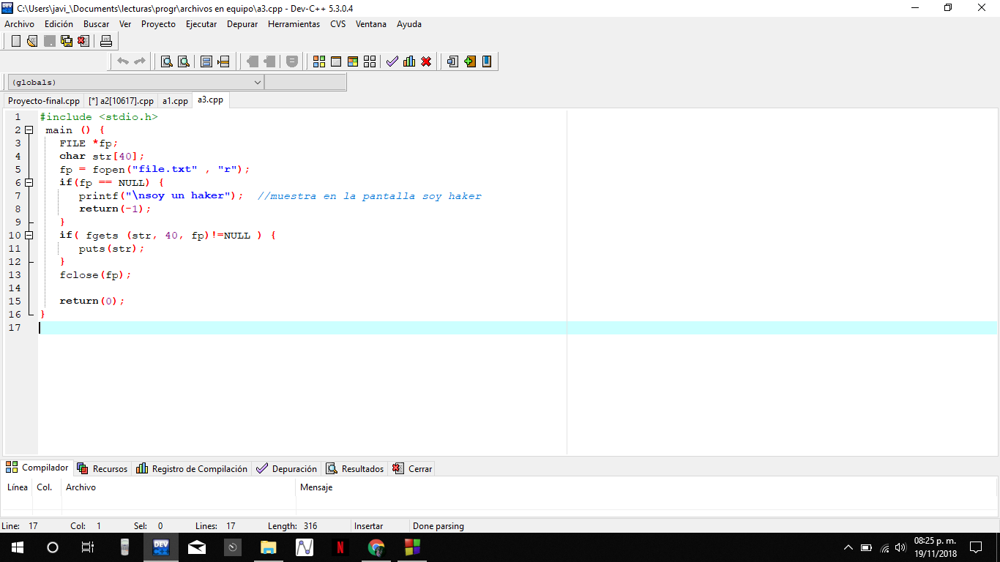 C:\Users\javi_\Documents\lecturas\progr\archivos en equipo\a3.cpp - Dev-C++ 5.3.0.4
Archivo Edición Buscar Ver Proyecto Ejecutar Depurar Herramientas CVS Ventana Ayuda
(globals)
Proyecto-final.cpp [*] a2[10617].cpp a1.cpp a3.cpp
1 #include <stdio.h>
2 main () {
3 FILE *fp;
4 char str[40];
5 fp = fopen("file.txt" , "r");
6 if(fp == NULL) {
7 printf("\nsoy un haker"); //muestra en la pantalla soy haker
8 return(-1);
9 }
10 if( fgets (str, 40, fp)!=NULL ) {
11 puts(str);
12 }
13 fclose(fp);
14
15 return(0);
16 }
17
Compilador Recursos Registro de Compilación Depuración Resultados Cerrar
Línea Col. Archivo Mensaje
Line: 17 Col: 1 Sel: 0 Lines: 17 Length: 316 Insertar Done parsing
DEV
08:25 p. m.
19/11/2018